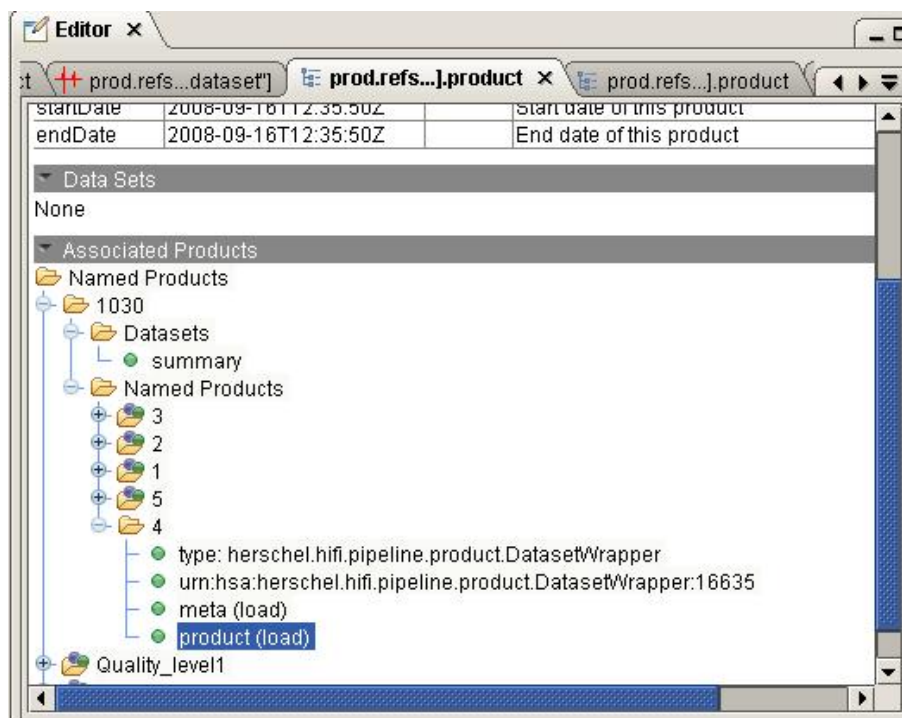 Editor
ct prod.refs...dataset"] prod.refs...].product prod.refs...].product
startDate 2008-09-16T12:35:50Z Start date of this product
endDate 2008-09-16T12:35:50Z End date of this product
Data Sets
None
Associated Products
Named Products
1030
Datasets
summary
Named Products
3
2
1
5
4
type: herschel.hifi.pipeline.product.DatasetWrapper
urn:hsa:herschel.hifi.pipeline.product.DatasetWrapper:16635
meta (load)
product (load)
Quality_level1